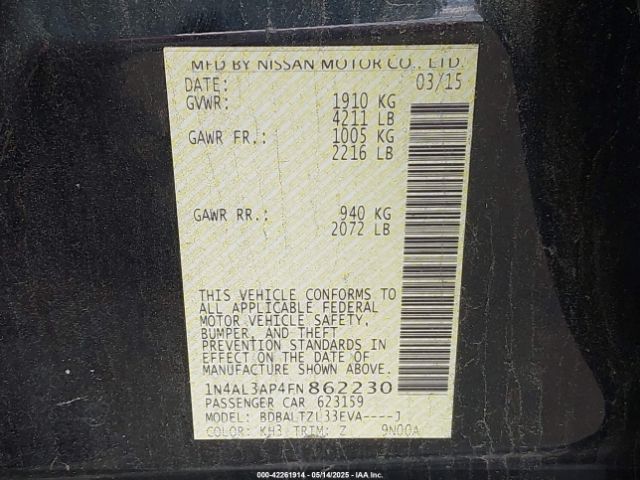 MFD BY NISSAN MOTOR CO., LTD.
DATE: 03/15
GVWR: 1910 KG
4211 LB
GAWR FR.: 1005 KG
2216 LB
GAWR RR.: 940 KG
2072 LB
THIS VEHICLE CONFORMS TO
ALL APPLICABLE FEDERAL
MOTOR VEHICLE SAFETY,
BUMPER, AND THEFT
PREVENTION STANDARDS IN
EFFECT ON THE DATE OF
MANUFACTURE SHOWN ABOVE.
1N4AL3AP4FN862230
PASSENGER CAR 623159
MODEL: BDBALTZL33EVA----J
COLOR: KH3 TRIM: Z 9N00A
000-42261914 - 05/14/2025 - IAAI.COM